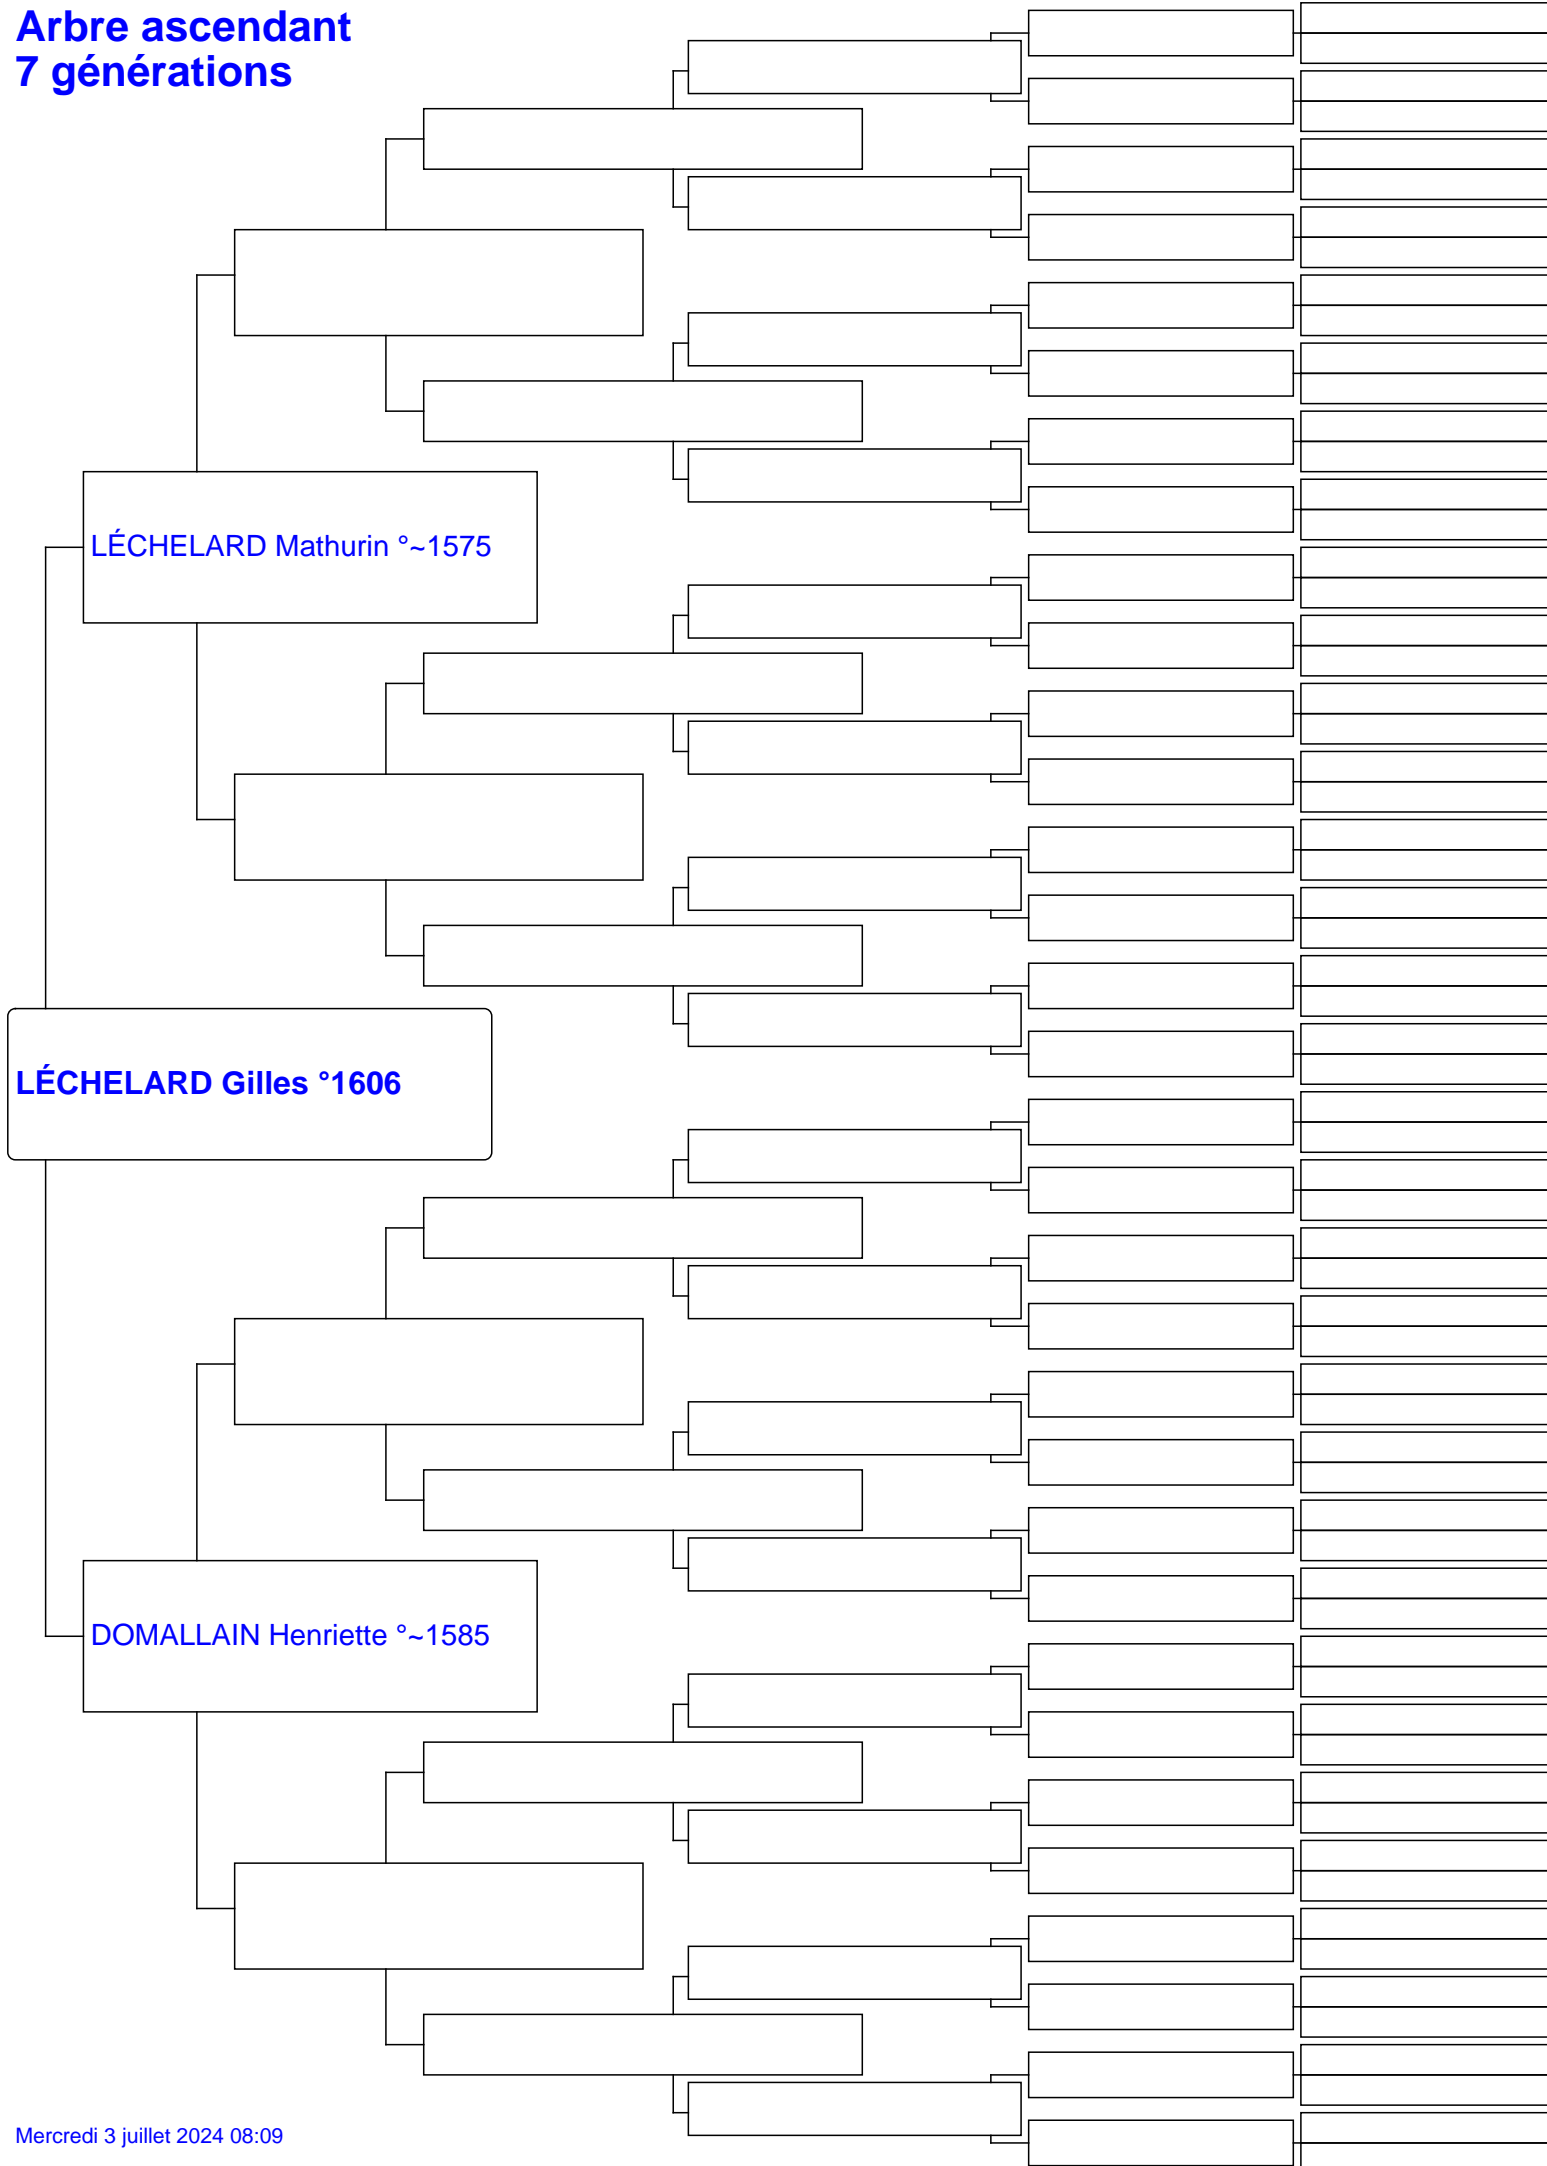 Arbre ascendant
7 générations
LÉCHELARD Mathurin °~1575
LÉCHELARD Gilles °1606
DOMALLAIN Henriette °~1585
Mercredi 3 juillet 2024 08:09